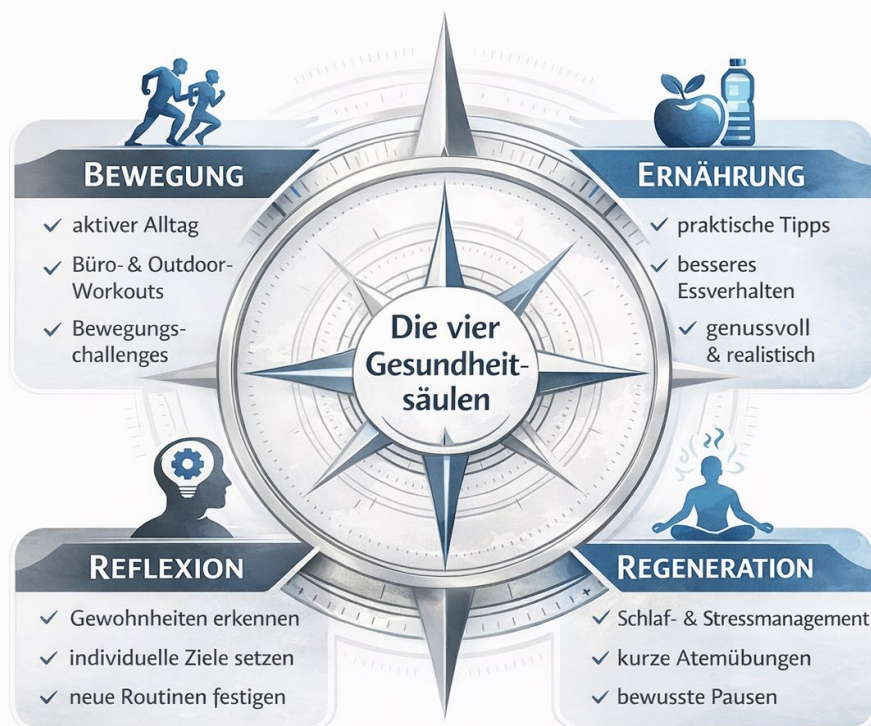 BEWEGUNG
✓ aktiver Alltag
✓ Büro- & Outdoor-
Workouts
✓ Bewegungs-
challenges
ERNÄHRUNG
✓ praktische Tipps
✓ besseres
Essverhalten
✓ genussvoll
& realistisch
Die vier
Gesundheit-
säulen
REFLEXION
✓ Gewohnheiten erkennen
✓ individuelle Ziele setzen
✓ neue Routinen festigen
REGENERATION
✓ Schlaf- & Stressmanagement
✓ kurze Atemübungen
✓ bewusste Pausen